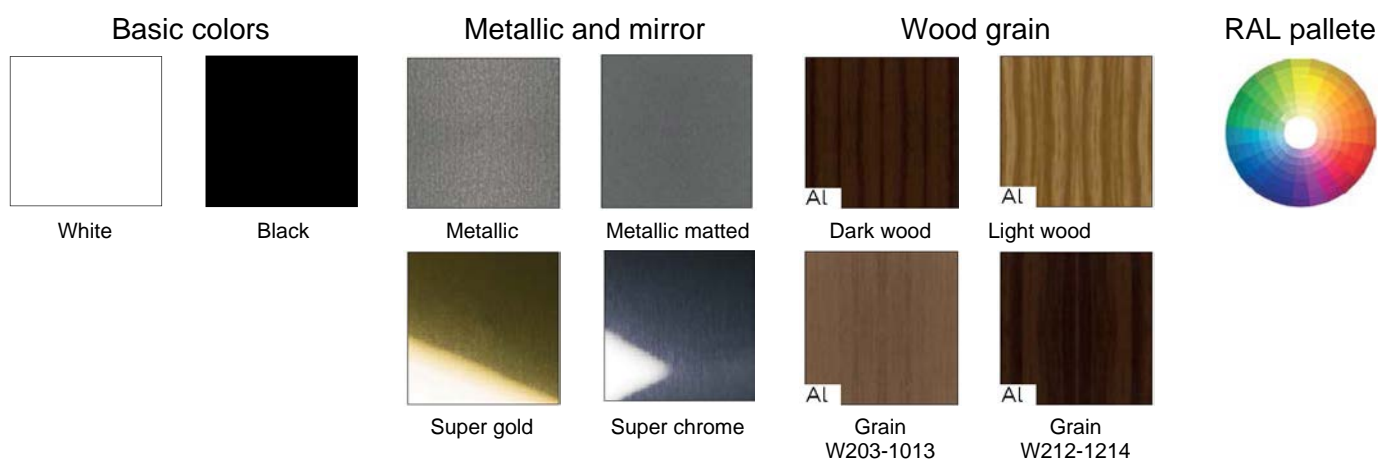 Basic colors
Metallic and mirror
Wood grain
RAL pallete
Al
Al
White
Black
Metallic
Metallic matted
Dark wood
Light wood
Al
Al
Super gold
Super chrome
Grain
W203-1013
Grain
W212-1214